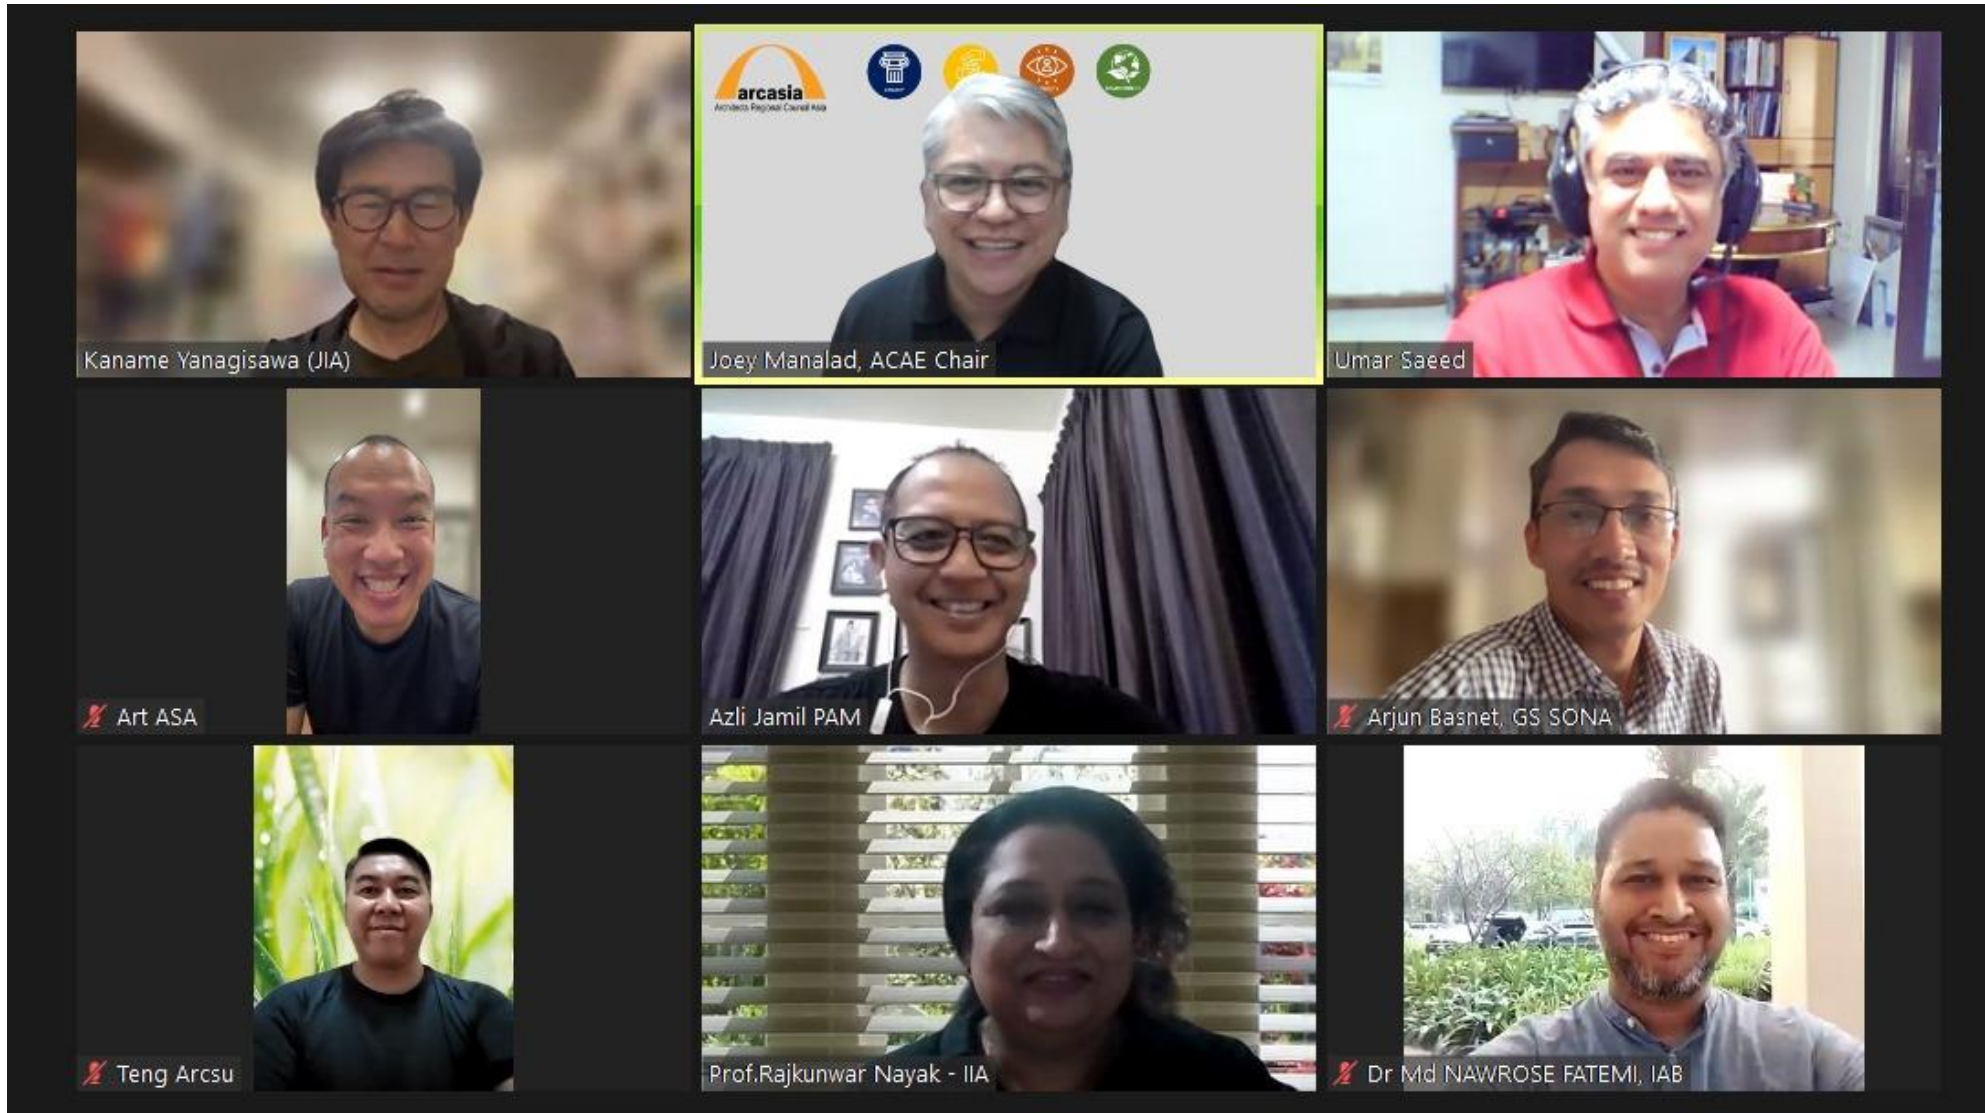 arcasia
Architects Regional Council Asia
Kaname Yanagisawa (JIA)
Joey Manalad, ACAE Chair
Umar Saeed
Art ASA
Azli Jamil PAM
Arjun Basnet, GS SONA
Teng Arcsu
Prof.Rajkunwar Nayak - IIA
Dr Md NAWROSE FATEMI, IAB